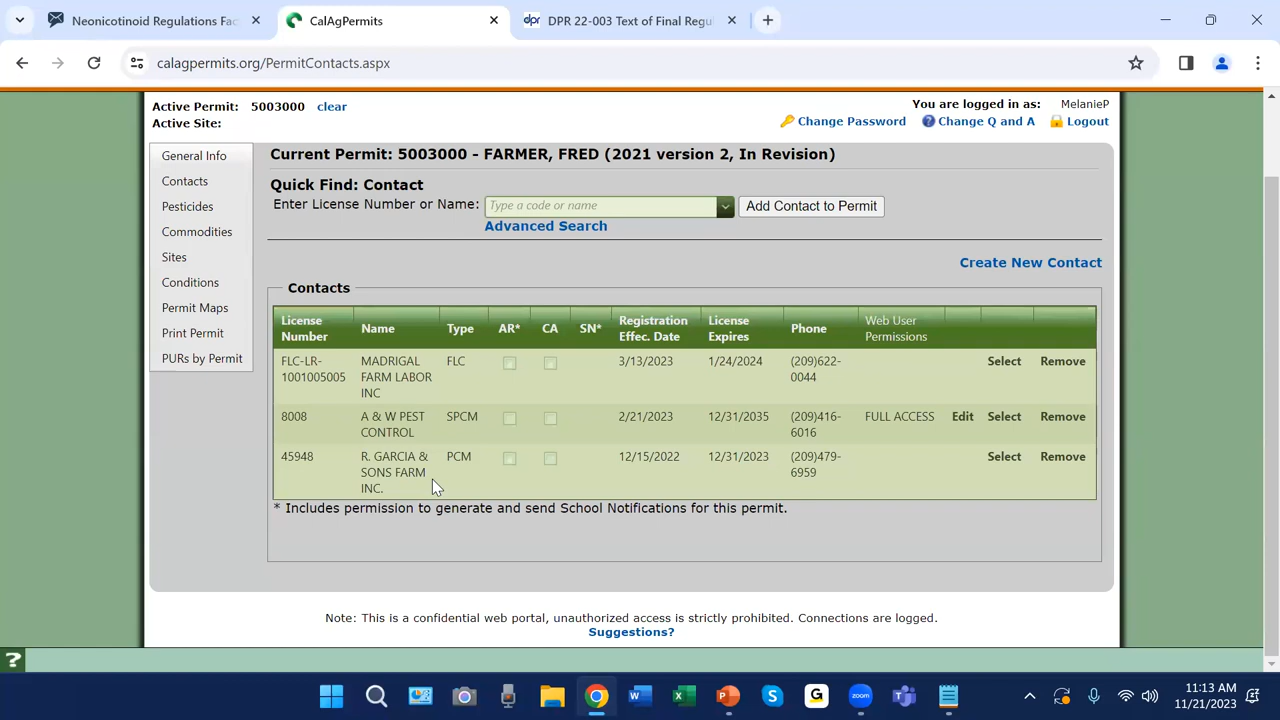 Neonicotinoid Regulations Fac
CalAgPermits
dpr DPR 22-003 Text of Final Regu
calagpermits.org/PermitContacts.aspx
Active Permit: 5003000 clear
Active Site:
You are logged in as: MelanieP
Change Password ? Change Q and A Logout
General Info
Contacts
Pesticides
Commodities
Sites
Conditions
Permit Maps
Print Permit
PURs by Permit
Current Permit: 5003000 - FARMER, FRED (2021 version 2, In Revision)
Quick Find: Contact
Enter License Number or Name: Type a code or name Add Contact to Permit
Advanced Search
Create New Contact
Contacts
License Number Name Type AR* CA SN* Registration Effec. Date License Expires Phone Web User Permissions
FLC-LR-1001005005 MADRIGAL FARM LABOR INC FLC 3/13/2023 1/24/2024 (209)622-0044 Select Remove
8008 A & W PEST CONTROL SPCM 2/21/2023 12/31/2035 (209)416-6016 FULL ACCESS Edit Select Remove
45948 R. GARCIA & SONS FARM INC. PCM 12/15/2022 12/31/2023 (209)479-6959 Select Remove
* Includes permission to generate and send School Notifications for this permit.
Note: This is a confidential web portal, unauthorized access is strictly prohibited. Connections are logged.
Suggestions?
?
W X P S G zoom T
11:13 AM
11/21/2023